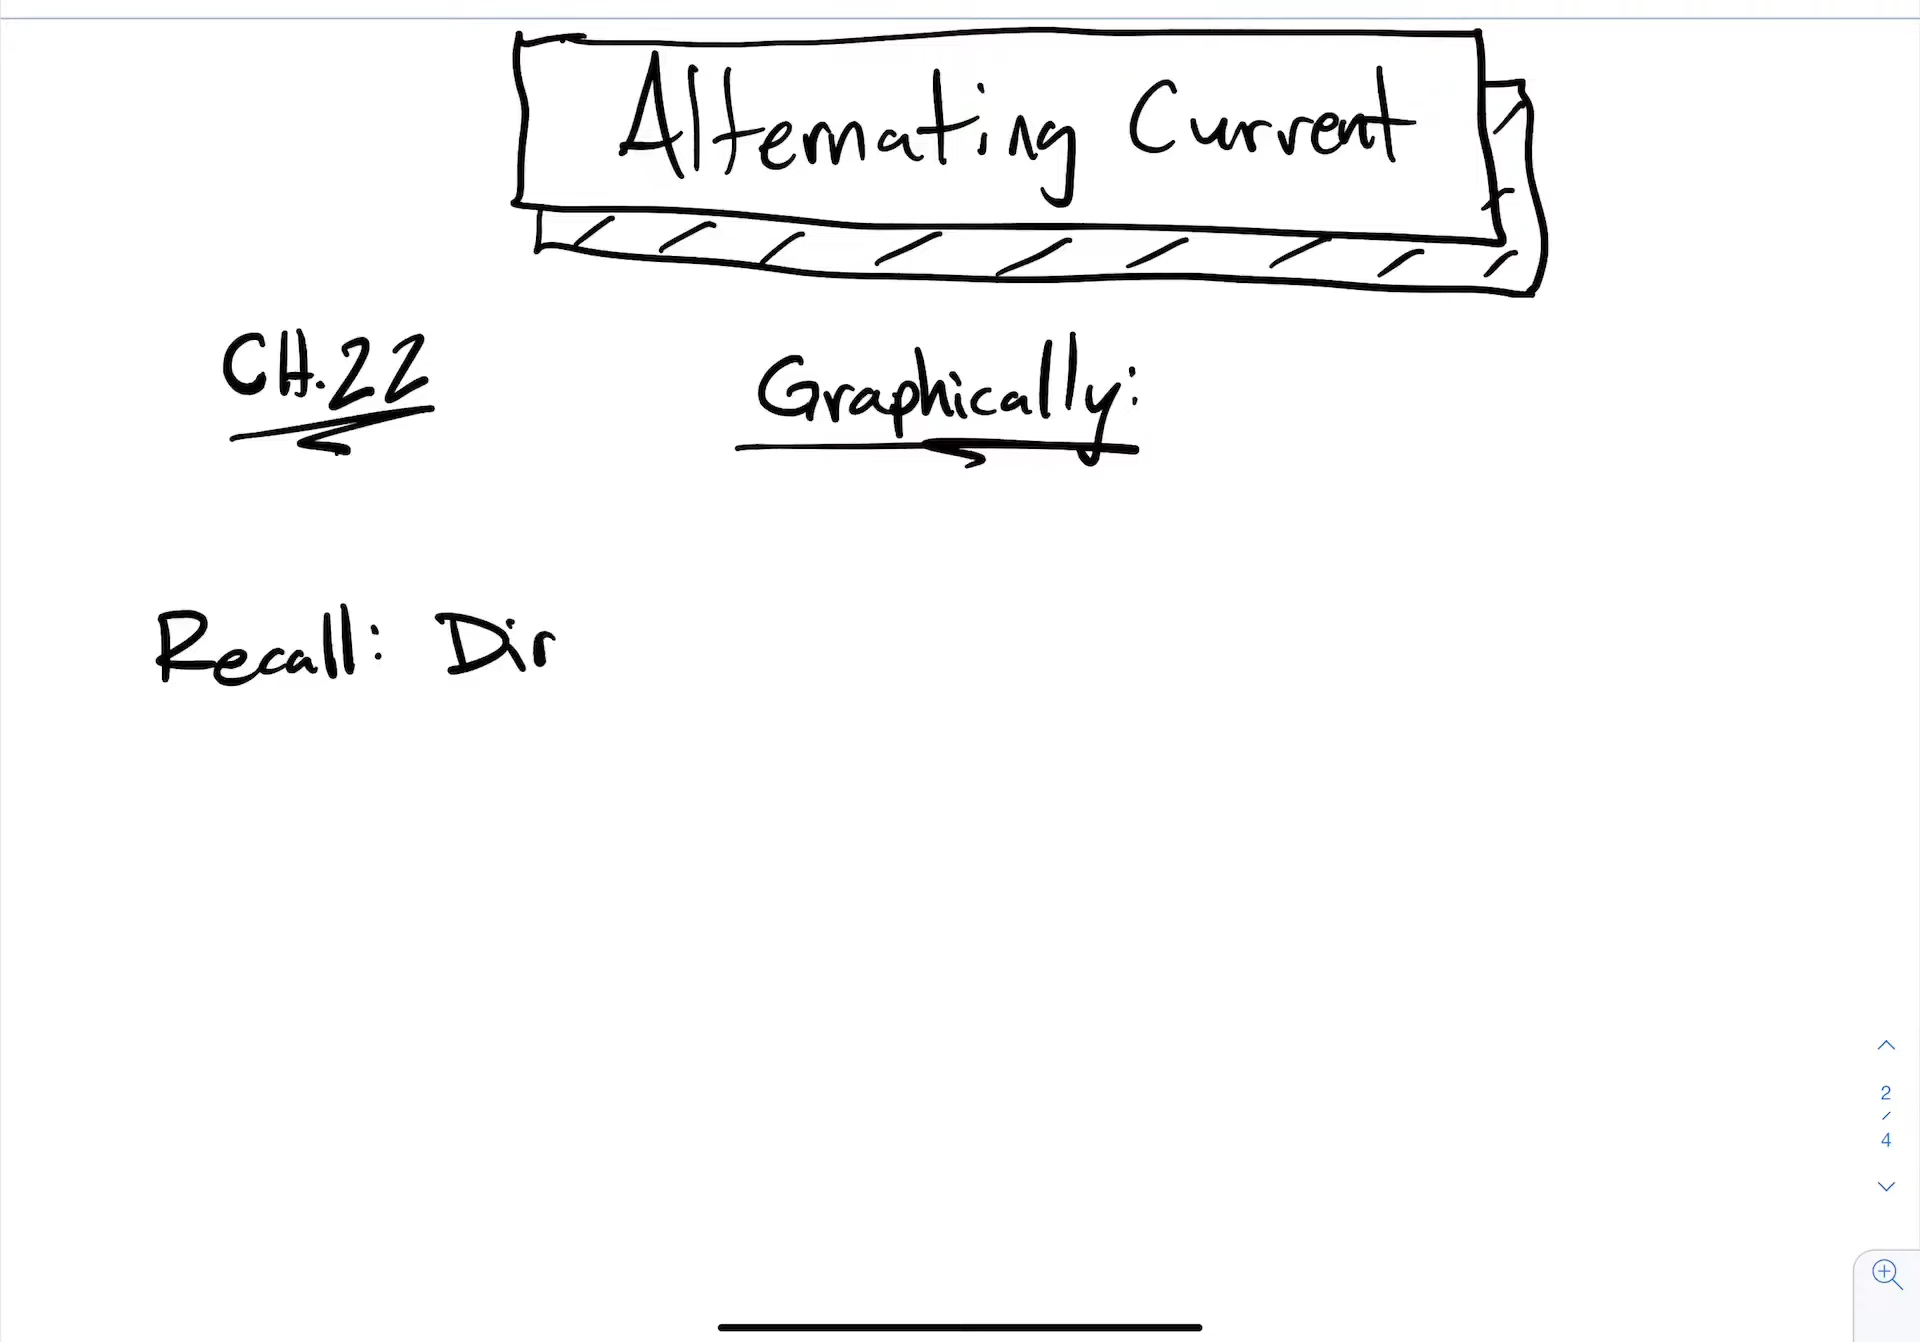 Alternating Current
CH.22
Graphically:
Recall: Dir
2
/
4